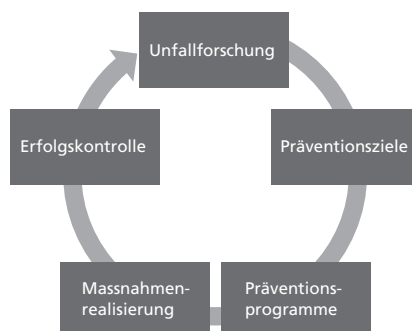 Unfallforschung
Präventionsziele
Präventions-
programme
Massnahmen-
realisierung
Erfolgskontrolle